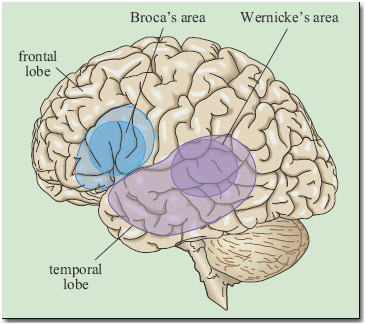 Broca's area
Wernicke's area
frontal
lobe
temporal
lobe